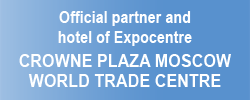 Official partner and
hotel of Expocentre
CROWNE PLAZA MOSCOW
WORLD TRADE CENTRE